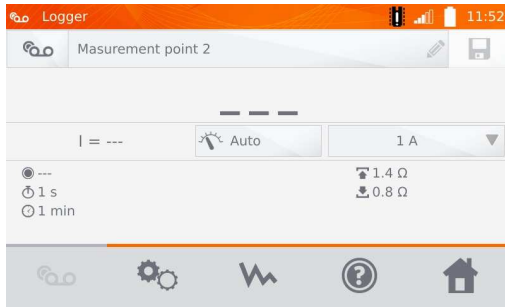 Logger 11:52
Masurement point 2
---
I = --- Auto 1 A
---
1 s
1 min
1.4 Ω
0.8 Ω